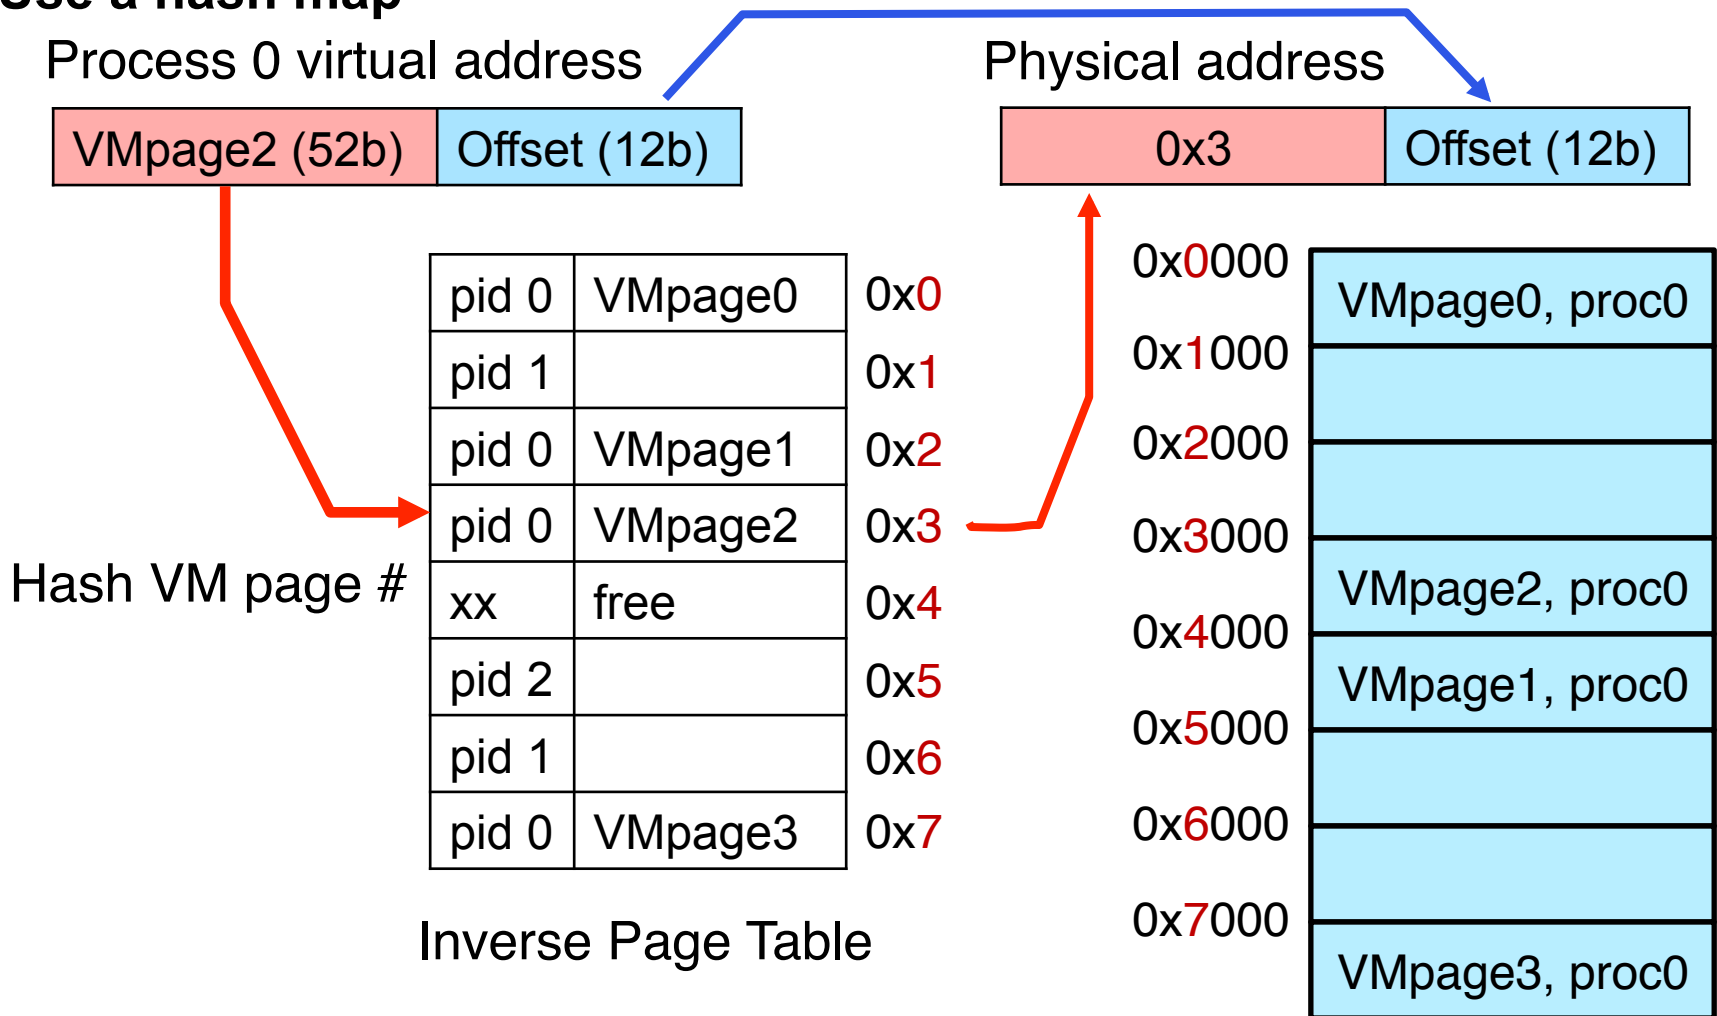 Use a hash map
Process 0 virtual address
Physical address
VMpage2 (52b) Offset (12b)
0x3 Offset (12b)
pid 0 VMpage0 0x0
pid 1 0x1
pid 0 VMpage1 0x2
pid 0 VMpage2 0x3
xx free 0x4
pid 2 0x5
pid 1 0x6
pid 0 VMpage3 0x7
Hash VM page #
Inverse Page Table
0x0000
VMpage0, proc0
0x1000
0x2000
0x3000
VMpage2, proc0
0x4000
VMpage1, proc0
0x5000
0x6000
0x7000
VMpage3, proc0